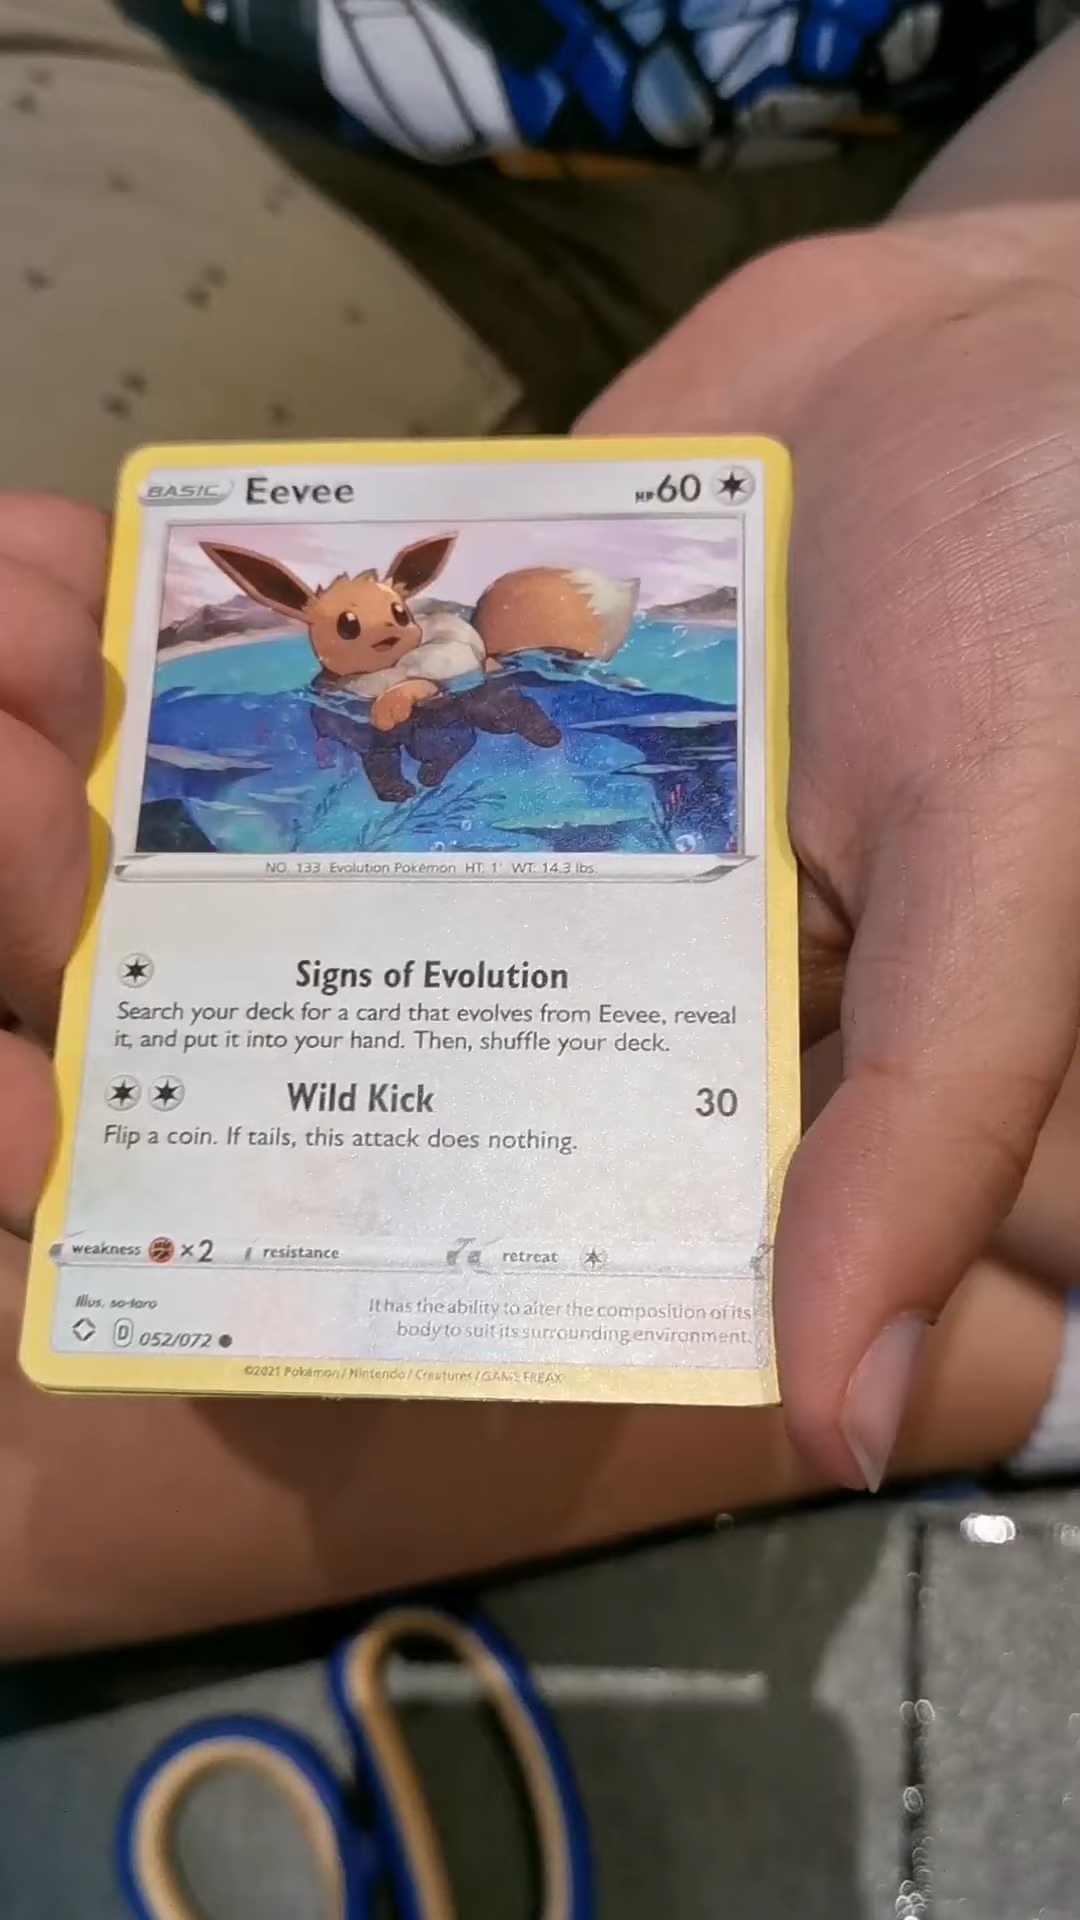 BASIC Eevee HP 60
NO. 133 Evolution Pokémon HT: 1' WT: 14.3 lbs.
Signs of Evolution
Search your deck for a card that evolves from Eevee, reveal
it, and put it into your hand. Then, shuffle your deck.
Wild Kick 30
Flip a coin. If tails, this attack does nothing.
weakness ×2 resistance retreat
Illus. so-taro
It has the ability to alter the composition of its
body to suit its surrounding environment.
D 052/072
©2021 Pokémon / Nintendo / Creatures / GAME FREAK